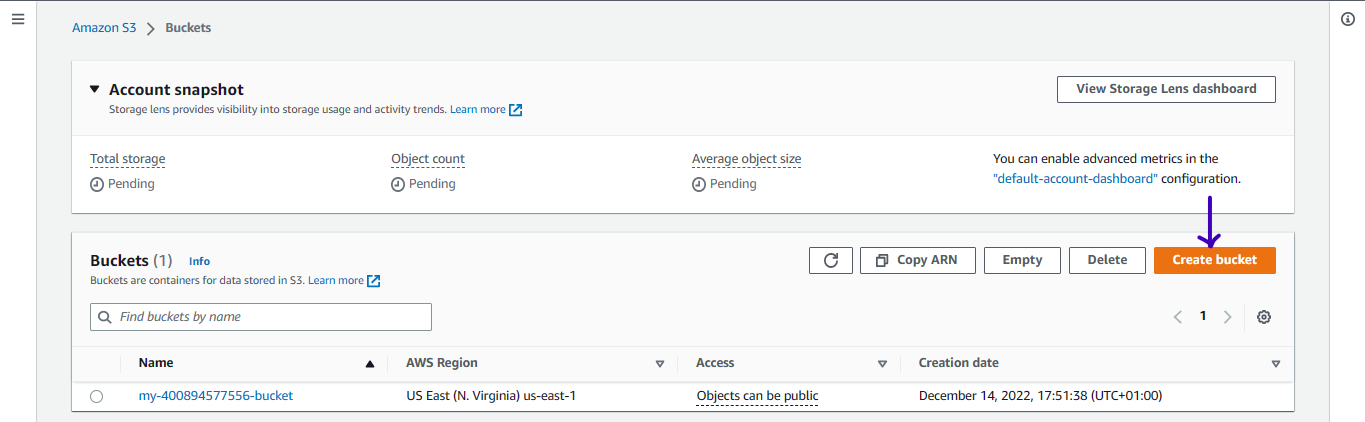 Amazon S3 > Buckets
Account snapshot
View Storage Lens dashboard
Storage lens provides visibility into storage usage and activity trends. Learn more
Total storage
Object count
Average object size
You can enable advanced metrics in the
"default-account-dashboard" configuration.
Pending
Pending
Pending
Buckets (1) Info
Copy ARN
Empty
Delete
Create bucket
Buckets are containers for data stored in S3. Learn more
Find buckets by name
1
Name
AWS Region
Access
Creation date
my-400894577556-bucket
US East (N. Virginia) us-east-1
Objects can be public
December 14, 2022, 17:51:38 (UTC+01:00)